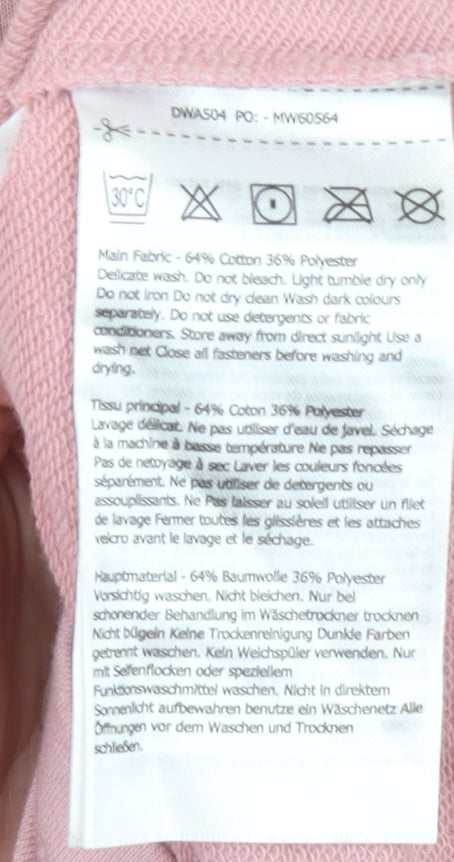 DWA504 PO: - MW60564
30°C
Main Fabric - 64% Cotton 36% Polyester
Delicate wash. Do not bleach. Light tumble dry only
Do not iron Do not dry clean Wash dark colours
separately. Do not use detergents or fabric
conditioners. Store away from direct sunlight Use a
wash net Close all fasteners before washing and
drying.
Tissu principal - 64% Coton 36% Polyester
Lavage délicat. Ne pas utiliser d'eau de Javel. Séchage
à la machine à basse température Ne pas repasser
Pas de netoyage à sec Laver les couleurs foncées
séparément. Ne pas utiliser de detergents ou
assouplissants. Ne Pas laisser au soleil utiliser un filet
de lavage Fermer toutes les glissières et les attaches
velcro avant le lavage et le séchage.
Hauptmaterial - 64% Baumwolle 36% Polyester
Vorsichtig waschen. Nicht bleichen. Nur bei
schonender Behandlung im Wäschetrockner trocknen
Nicht bügeln Keine Trockenreinigung Dunkle Farben
getrennt waschen. Kein Weichspüler verwenden. Nur
mit Seifenflocken oder speziellem
Funktionswaschmittel waschen. Nicht in direktem
Sonnenlicht aufbewahren benutze ein Wäschenetz Alle
Öffnungen vor dem Waschen und Trocknen
schließen.